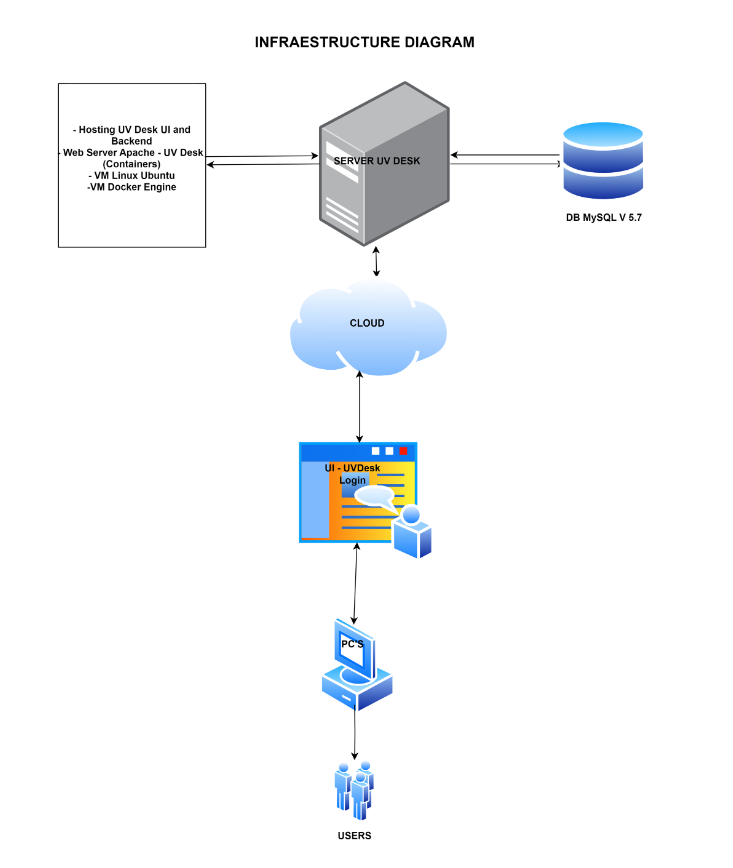 INFRAESTRUCTURE DIAGRAM
- Hosting UV Desk UI and
Backend
- Web Server Apache - UV Desk
(Containers)
- VM Linux Ubuntu
-VM Docker Engine
SERVER UV DESK
DB MySQL V 5.7
CLOUD
UI - UVDesk
Login
PC'S
USERS